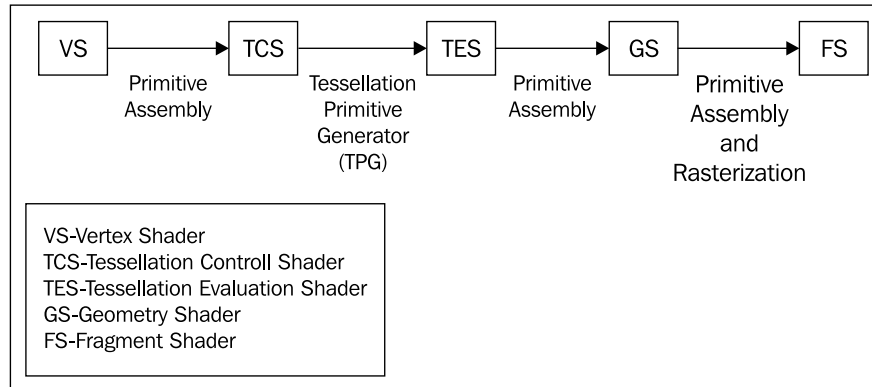 VS
TCS
TES
GS
FS
Primitive
Assembly
Tessellation
Primitive
Generator
(TPG)
Primitive
Assembly
Primitive
Assembly
and
Rasterization
VS-Vertex Shader
TCS-Tessellation Controll Shader
TES-Tessellation Evaluation Shader
GS-Geometry Shader
FS-Fragment Shader